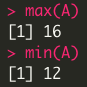 > max(A)
[1] 16
> min(A)
[1] 12